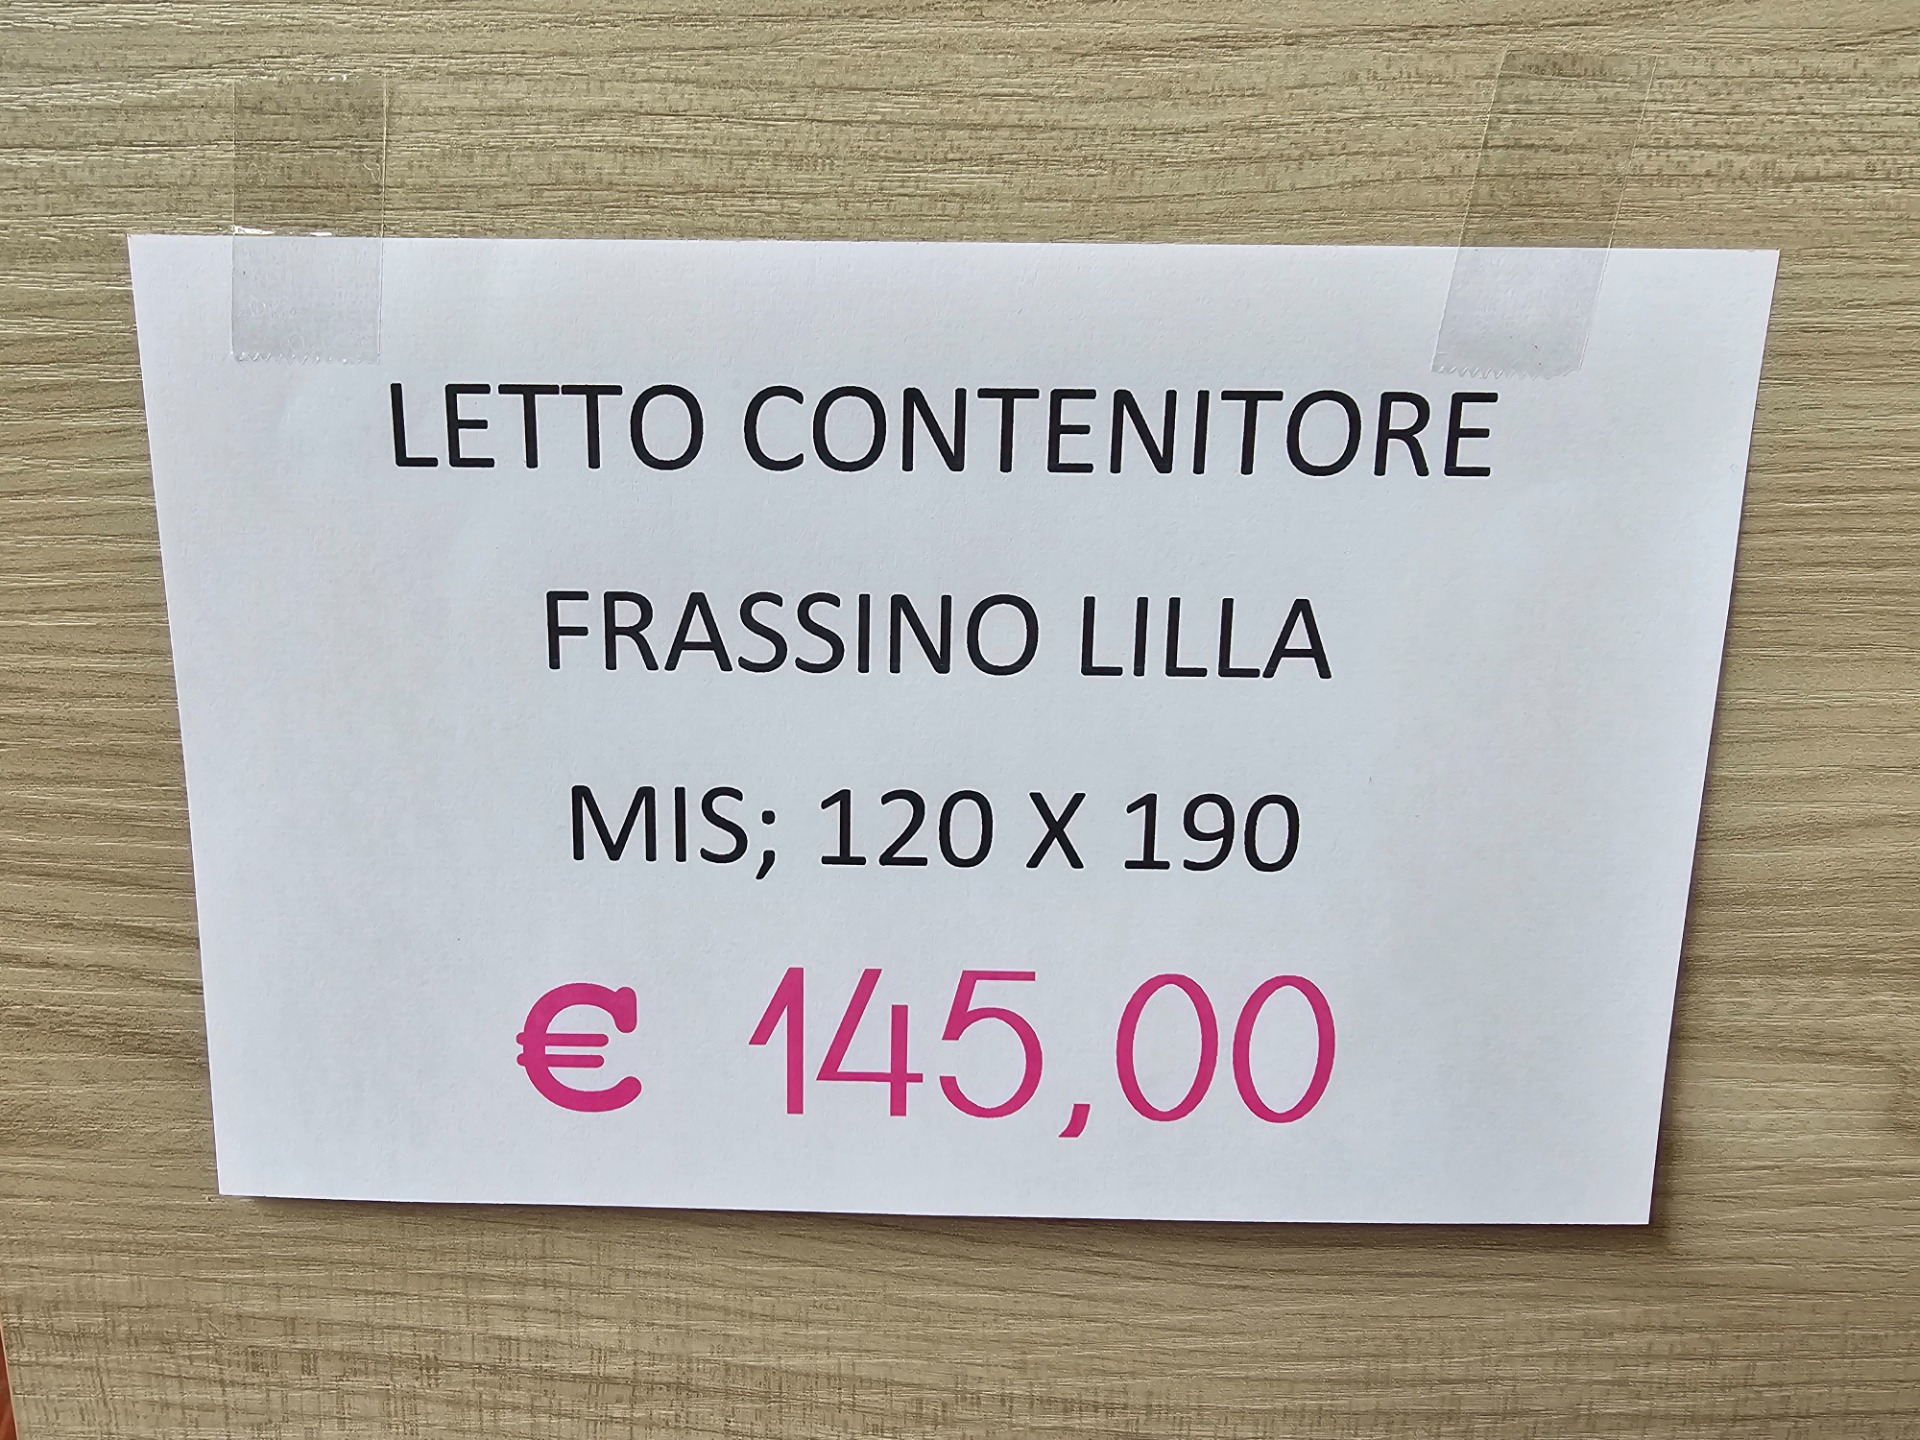 LETTO CONTENITORE
FRASSINO LILLA
MIS; 120 X 190
€ 145,00